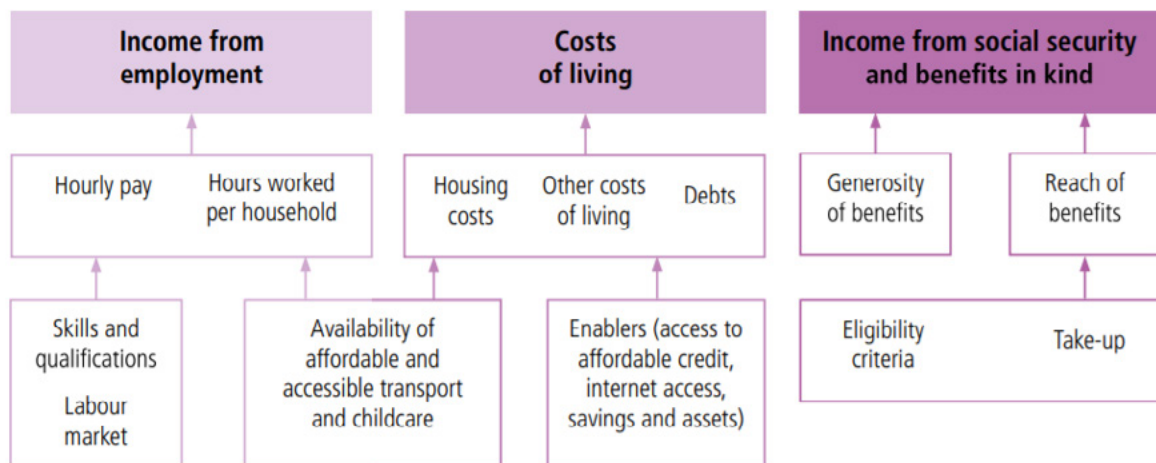 Income from
employment
Costs
of living
Income from social security
and benefits in kind
Hourly pay
Hours worked
per household
Housing
costs
Other costs
of living
Debts
Generosity
of benefits
Reach of
benefits
Skills and
qualifications
Labour
market
Availability of
affordable and
accessible transport
and childcare
Enablers (access to
affordable credit,
internet access,
savings and assets)
Eligibility
criteria
Take-up